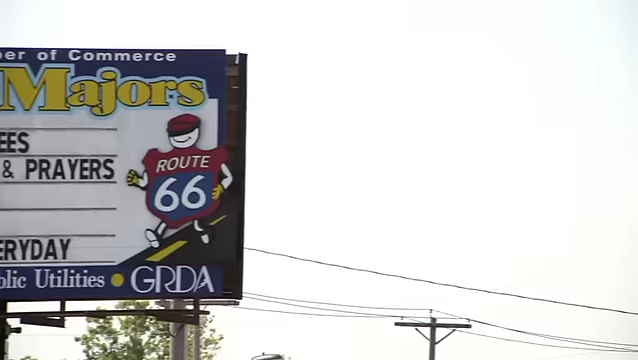 ber of Commerce
Majors
EES
& PRAYERS
ERYDAY
ROUTE
66
blic Utilities GRDA